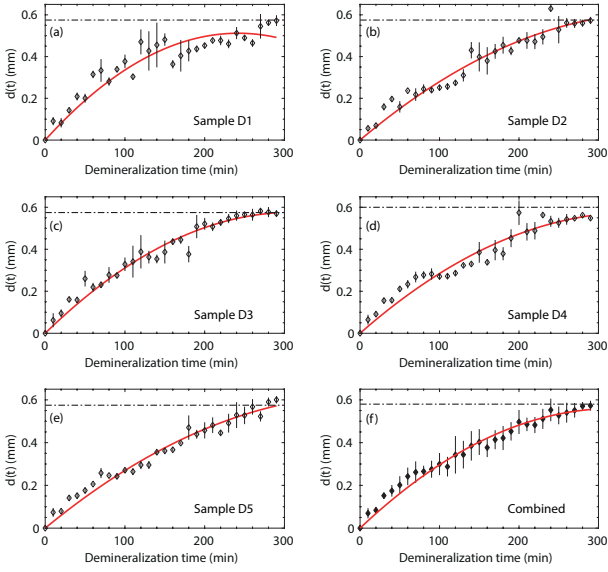 (a)
0.6
0.4
0.2
0
d(t) (mm)
Sample D1
0 100 200 300
Demineralization time (min)
(b)
0.6
0.4
0.2
0
d(t) (mm)
Sample D2
0 100 200 300
Demineralization time (min)
(c)
0.6
0.4
0.2
0
d(t) (mm)
Sample D3
0 100 200 300
Demineralization time (min)
(d)
0.6
0.4
0.2
0
d(t) (mm)
Sample D4
0 100 200 300
Demineralization time (min)
(e)
0.6
0.4
0.2
0
d(t) (mm)
Sample D5
0 100 200 300
Demineralization time (min)
(f)
0.6
0.4
0.2
0
d(t) (mm)
Combined
0 100 200 300
Demineralization time (min)